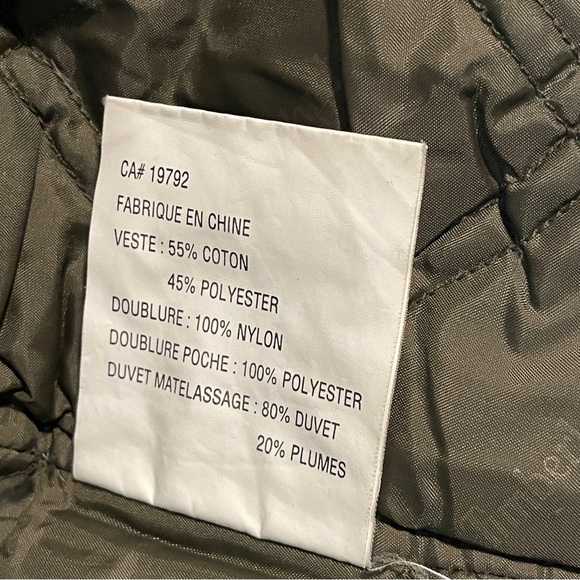 CA# 19792
FABRIQUE EN CHINE
VESTE : 55% COTON
45% POLYESTER
DOUBLURE : 100% NYLON
DOUBLURE POCHE : 100% POLYESTER
DUVET MATELASSAGE : 80% DUVET
20% PLUMES